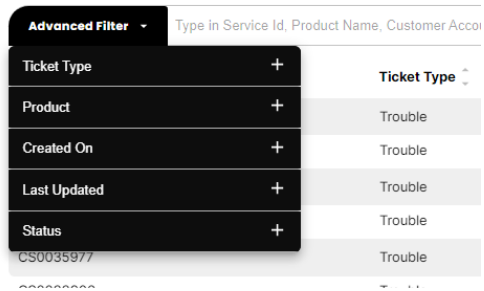 Advanced Filter
Type in Service Id, Product Name, Customer Accou
Ticket Type
Ticket Type
Product
Trouble
Created On
Trouble
Last Updated
Trouble
Status
Trouble
CS0035977
Trouble